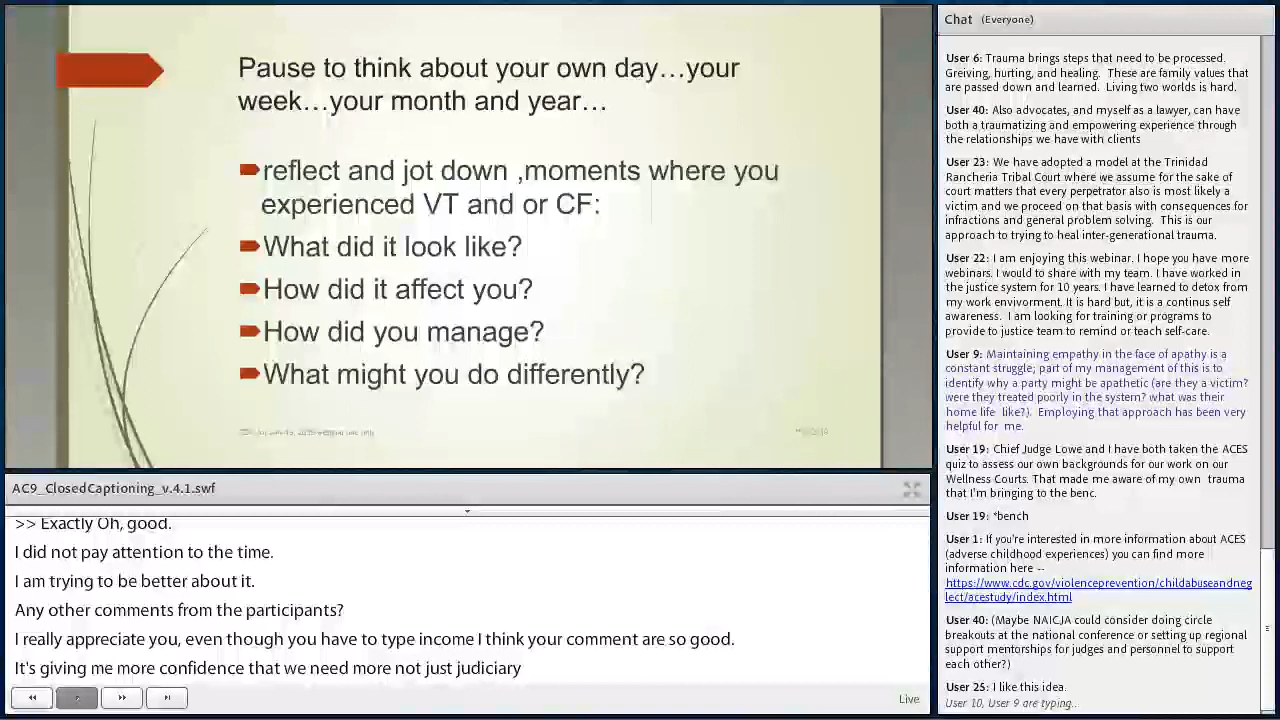 Pause to think about your own day…your
week…your month and year…
reflect and jot down ,moments where you
experienced VT and or CF:
What did it look like?
How did it affect you?
How did you manage?
What might you do differently?
AC9_ClosedCaptioning_v.4.1.swf
>> Exactly Oh, good.
I did not pay attention to the time.
I am trying to be better about it.
Any other comments from the participants?
I really appreciate you, even though you have to type income I think your comment are so good.
It's giving me more confidence that we need more not just judiciary
Live
Chat (Everyone)
User 6: Trauma brings steps that need to be processed.
Greiving, hurting, and healing. These are family values that
are passed down and learned. Living two worlds is hard.
User 40: Also advocates, and myself as a lawyer, can have
both a traumatizing and empowering experience through
the relationships we have with clients
User 23: We have adopted a model at the Trinidad
Rancheria Tribal Court where we assume for the sake of
court matters that every perpetrator also is most likely a
victim and we proceed on that basis with consequences for
infractions and general problem solving. This is our
approach to trying to heal inter-generational trauma.
User 22: I am enjoying this webinar. I hope you have more
webinars. I would to share with my team. I have worked in
the justice system for 10 years. I have learned to detox from
my work envivorment. It is hard but, it is a continus self
awareness. I am looking for training or programs to
provide to justice team to remind or teach self-care.
User 9: Maintaining empathy in the face of apathy is a
constant struggle; part of my management of this is to
identify why a party might be apathetic (are they a victim?
were they treated poorly in the system? what was their
home life like?). Employing that approach has been very
helpful for me.
User 19: Chief Judge Lowe and I have both taken the ACES
quiz to assess our own backgrounds for our work on our
Wellness Courts. That made me aware of my own trauma
that I'm bringing to the benc.
User 19: *bench
User 1: If you're interested in more information about ACES
(adverse childhood experiences) you can find more
information here --
https://www.cdc.gov/violenceprevention/childabuseandneg
lect/acestudy/index.html
User 40: (Maybe NAICJA could consider doing circle
breakouts at the national conference or setting up regional
support mentorships for judges and personnel to support
each other?)
User 25: I like this idea.
User 10, User 9 are typing..